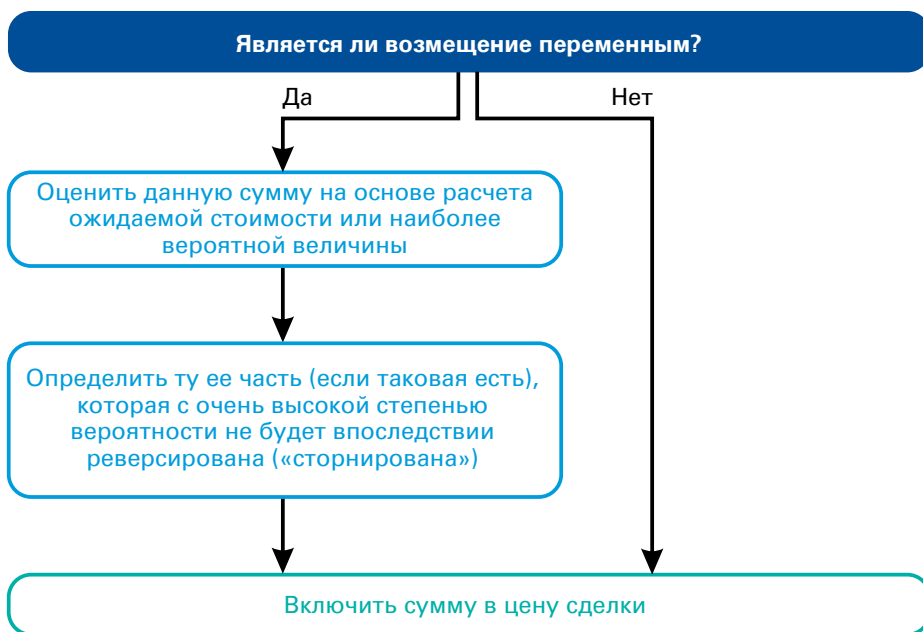 Является ли возмещение переменным?
Да
Нет
Оценить данную сумму на основе расчета
ожидаемой стоимости или наиболее
вероятной величины
Определить ту ее часть (если таковая есть),
которая с очень высокой степенью
вероятности не будет впоследствии
реверсирована («сторнирована»)
Включить сумму в цену сделки